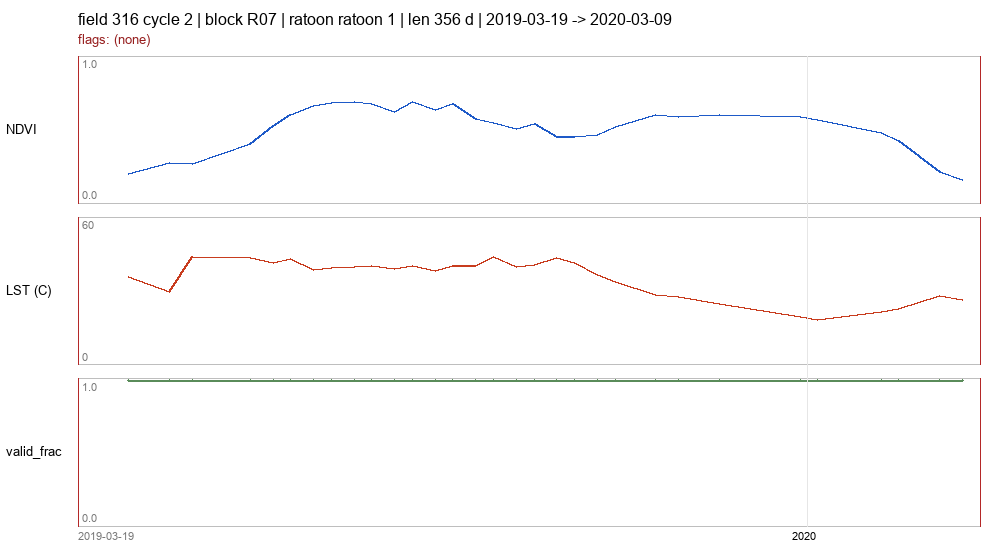 field 316 cycle 2 | block R07 | ratoon ratoon 1 | len 356 d | 2019-03-19 -> 2020-03-09
flags: (none)
1.0
NDVI
0.0
60
LST (C)
0
1.0
valid_frac
0.0
2019-03-19 2020